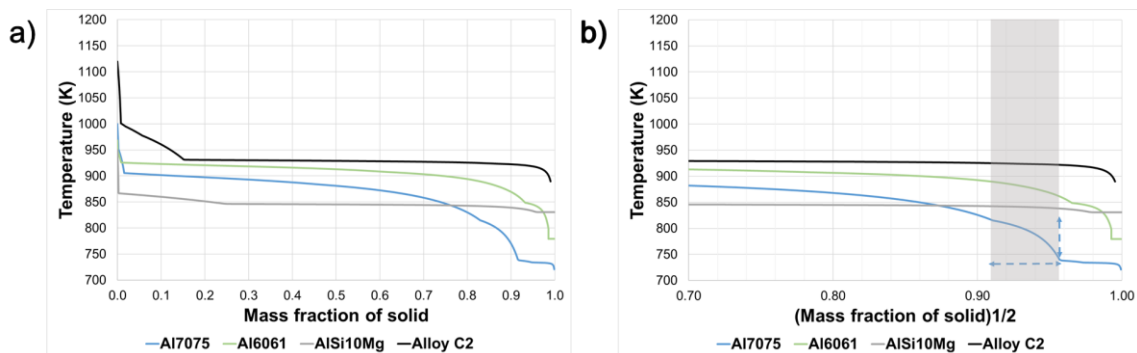 a)
1200
1150
1100
1050
1000
950
900
850
800
750
700
Temperature (K)
0.0 0.1 0.2 0.3 0.4 0.5 0.6 0.7 0.8 0.9 1.0
Mass fraction of solid
Al7075 Al6061 AlSi10Mg Alloy C2
b)
1200
1150
1100
1050
1000
950
900
850
800
750
700
Temperature (K)
0.70 0.80 0.90 1.00
(Mass fraction of solid)1/2
Al7075 Al6061 AlSi10Mg Alloy C2